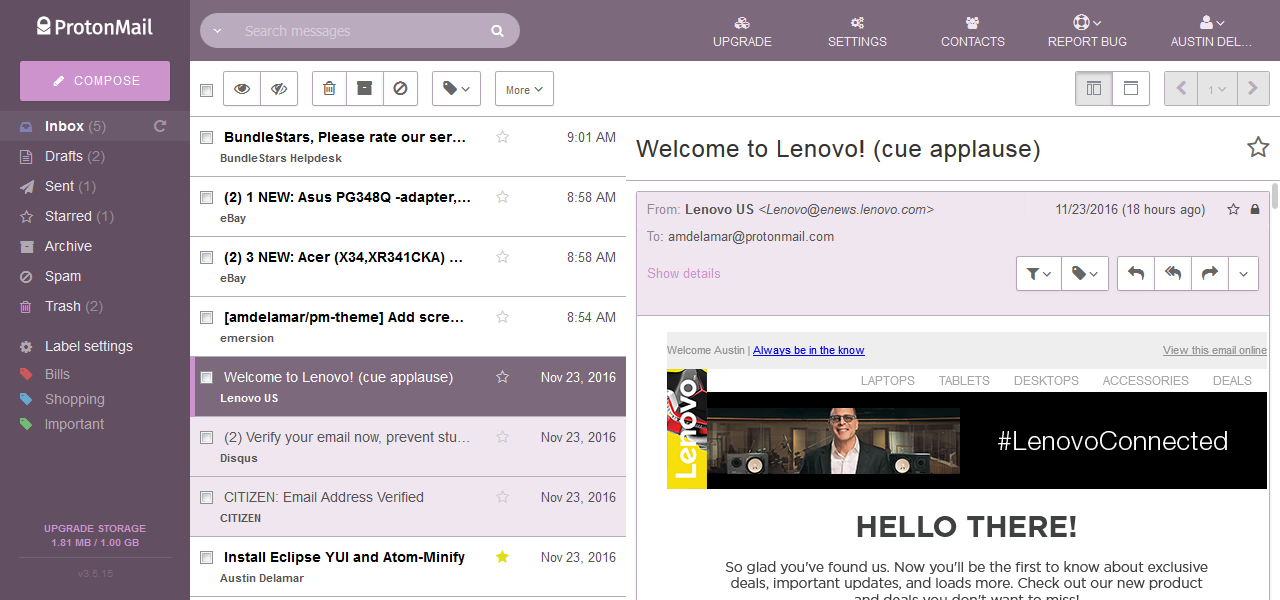 ProtonMail
Search messages
UPGRADE
SETTINGS
CONTACTS
REPORT BUG
AUSTIN DEL...
COMPOSE
Inbox (5)
Drafts (2)
Sent (1)
Starred (1)
Archive
Spam
Trash (2)
Label settings
Bills
Shopping
Important
UPGRADE STORAGE
1.81 MB / 1.00 GB
v3.5.15
More
1
BundleStars, Please rate our ser... 9:01 AM
BundleStars Helpdesk
(2) 1 NEW: Asus PG348Q -adapter,... 8:58 AM
eBay
(2) 3 NEW: Acer (X34,XR341CKA) ... 8:58 AM
eBay
[amdelamar/pm-theme] Add scre... 8:54 AM
emersion
Welcome to Lenovo! (cue applause) Nov 23, 2016
Lenovo US
(2) Verify your email now, prevent stu... Nov 23, 2016
Disqus
CITIZEN: Email Address Verified Nov 23, 2016
CITIZEN
Install Eclipse YUI and Atom-Minify Nov 23, 2016
Austin Delamar
Welcome to Lenovo! (cue applause)
From: Lenovo US <Lenovo@enews.lenovo.com> 11/23/2016 (18 hours ago)
To: amdelamar@protonmail.com
Show details
Welcome Austin | Always be in the know View this email online
LAPTOPS TABLETS DESKTOPS ACCESSORIES DEALS
Lenovo
#LenovoConnected
HELLO THERE!
So glad you've found us. Now you'll be the first to know about exclusive
deals, important updates, and loads more. Check out our new product
and deals you don't want to miss!